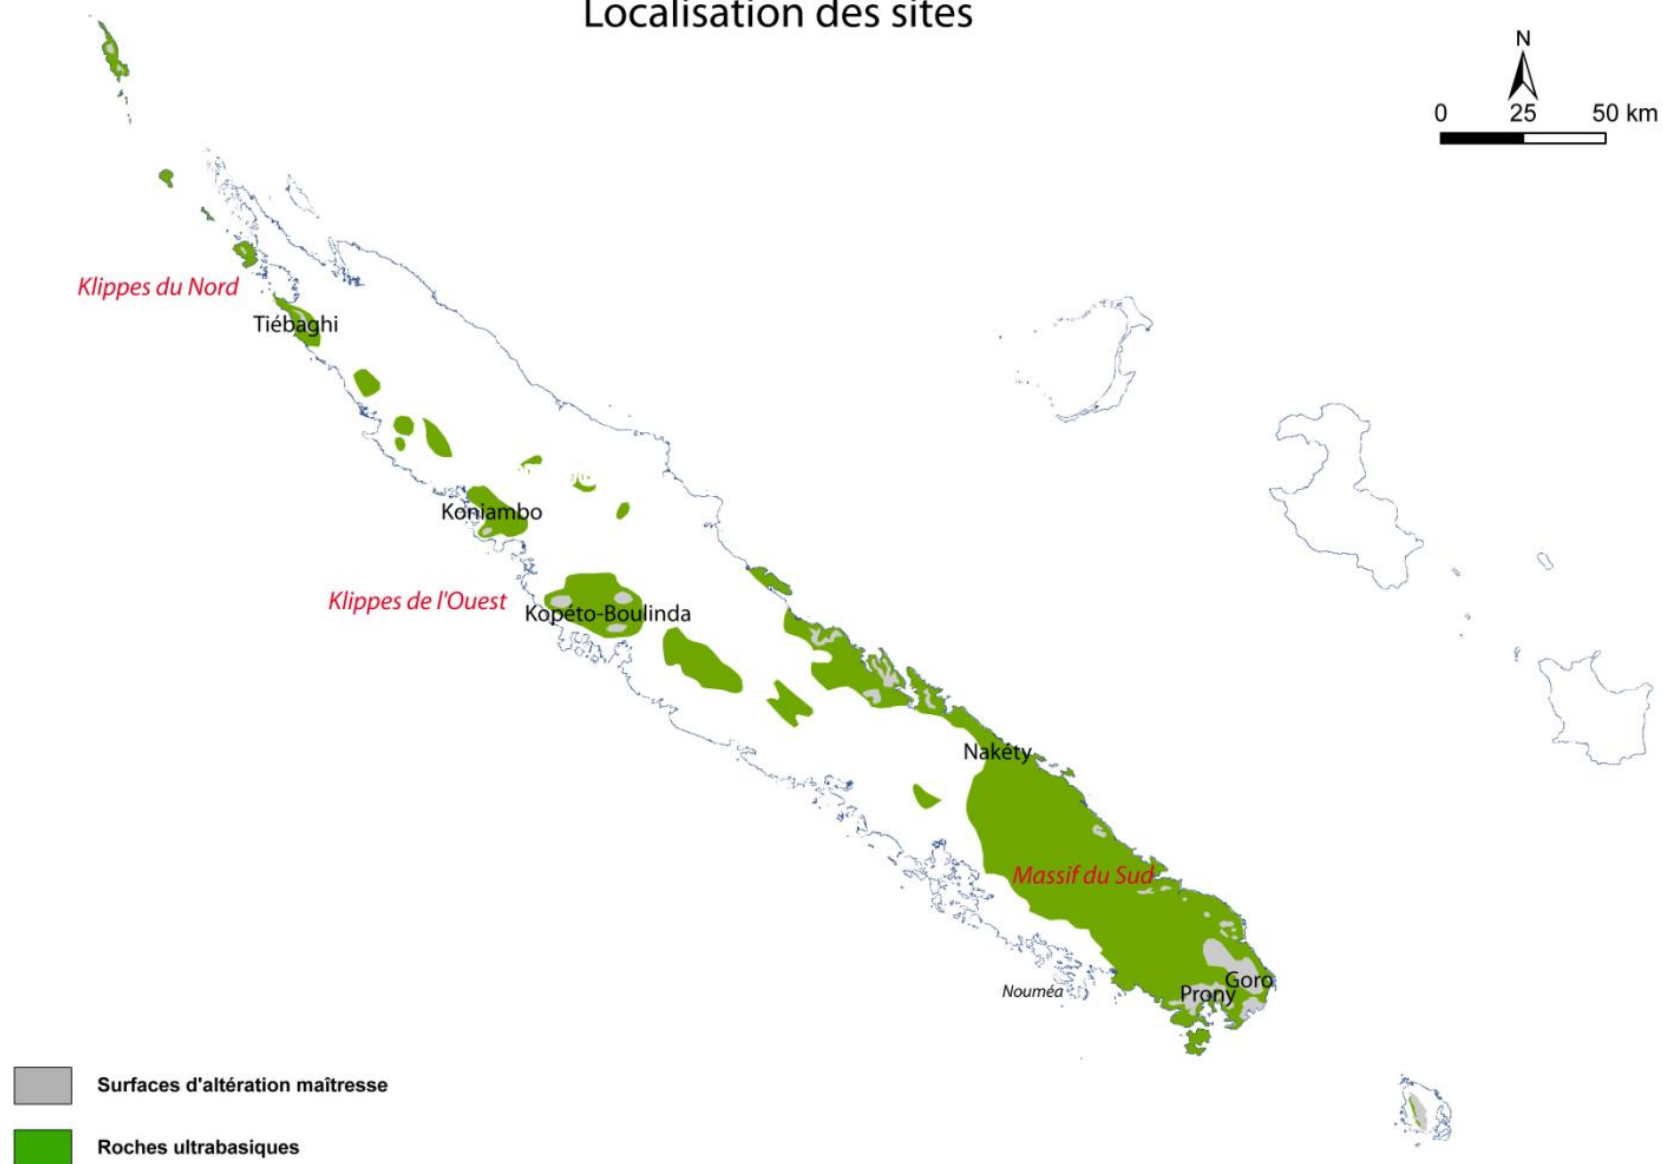 Localisation des sites
N
0 25 50 km
Klippes du Nord
Tiébaghi
Koniambo
Klippes de l'Ouest
Kopéto-Boulinda
Nakéty
Massif du Sud
Goro
Prony
Nouméa
Surfaces d'altération maîtresse
Roches ultrabasiques